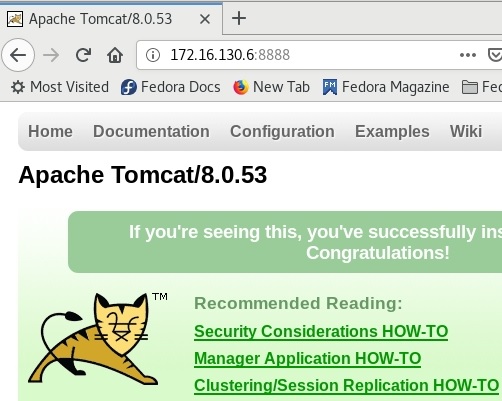 Apache Tomcat/8.0.53
172.16.130.6:8888
Most Visited Fedora Docs New Tab Fedora Magazine Fec
Home Documentation Configuration Examples Wiki
Apache Tomcat/8.0.53
If you're seeing this, you've successfully ins
Congratulations!
TM
Recommended Reading:
Security Considerations HOW-TO
Manager Application HOW-TO
Clustering/Session Replication HOW-TO